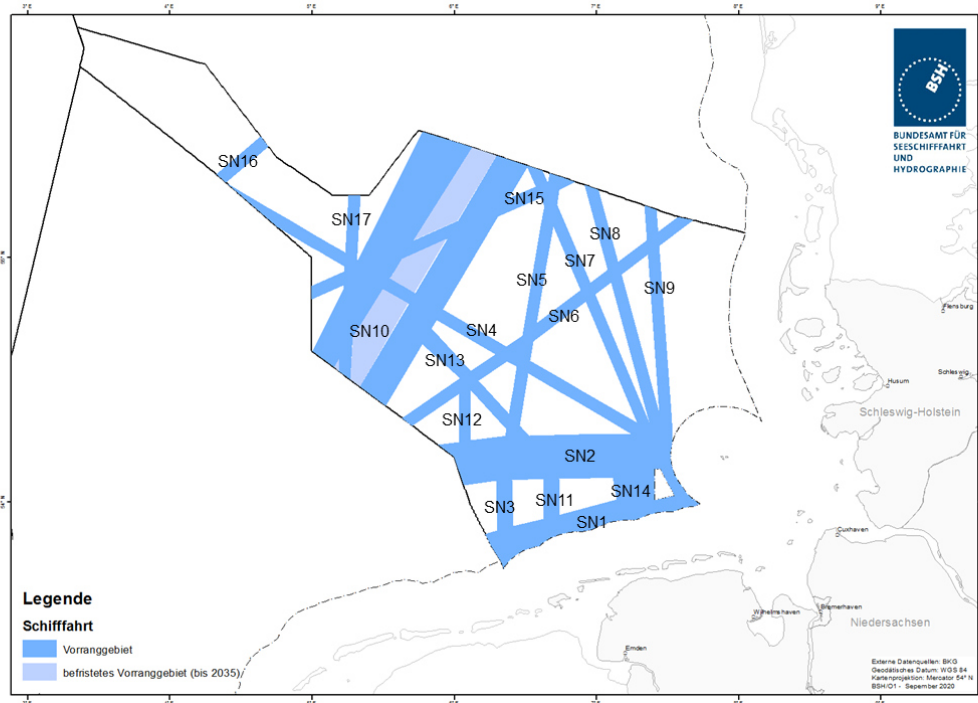 BSH
BUNDESAMT FÜR
SEESCHIFFFAHRT
UND
HYDROGRAPHIE
SN16
SN17
SN15
SN8
SN7
SN5
SN9
SN6
SN10
SN4
SN13
SN12
SN2
SN14
SN11
SN3
SN1
Flensburg
Schleswig
Husum
Schleswig-Holstein
Cuxhaven
Bremerhaven
Wilhelmshaven
Niedersachsen
Emden
Legende
Schifffahrt
Vorranggebiet
befristetes Vorranggebiet (bis 2035)
Externe Datenquellen: BKG
Geodätisches Datum: WGS 84
Kartenprojektion: Mercator 54° N
BSH/O1 - Sepember 2020